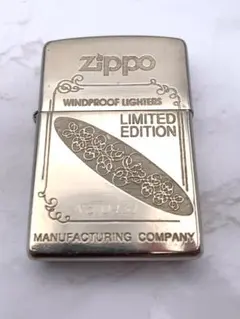 Zippo
WINDPROOF LIGHTERS
LIMITED
EDITION
MANUFACTURING COMPANY